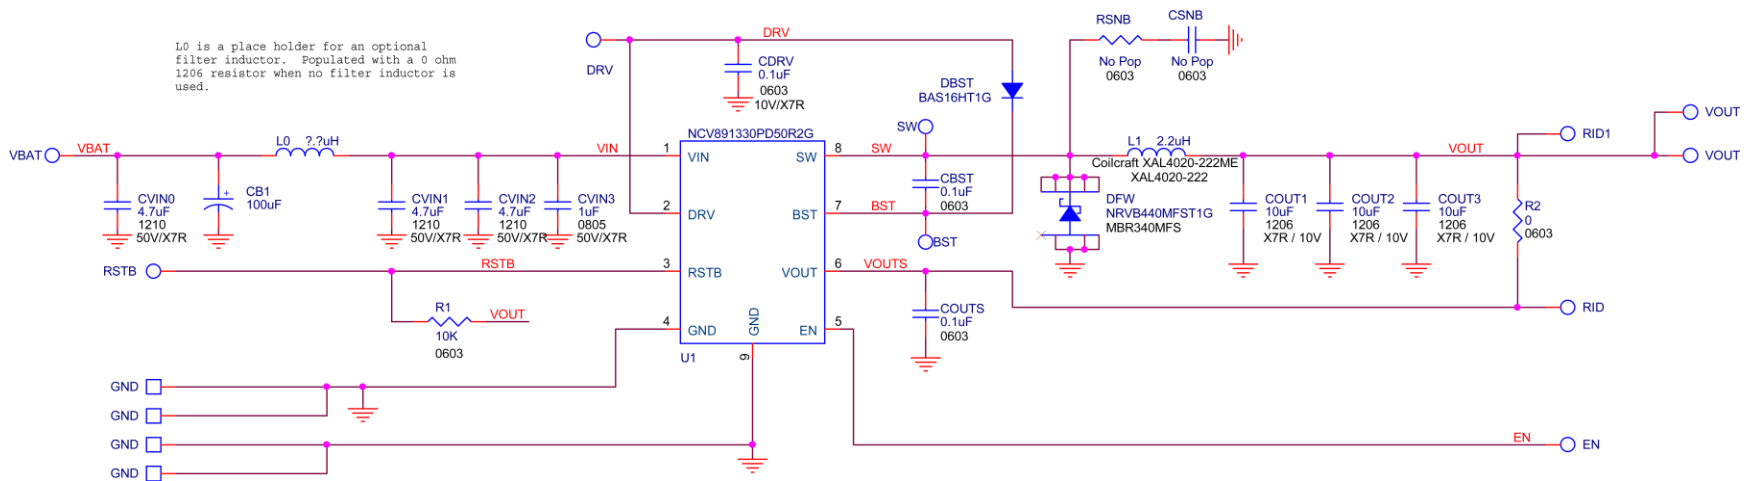 L0 is a place holder for an optional
filter inductor.  Populated with a 0 ohm
1206 resistor when no filter inductor is
used.
DRV
DRV
CDRV
0.1uF
0603
10V/X7R
DBST
BAS16HT1G
RSNB
No Pop
0603
CSNB
No Pop
0603
VBAT
VBAT
L0
?.?uH
VIN
CVIN0
4.7uF
1210
50V/X7R
+
CB1
100uF
CVIN1
4.7uF
1210
50V/X7R
CVIN2
4.7uF
1210
50V/X7R
CVIN3
1uF
0805
50V/X7R
NCV891330PD50R2G
1
VIN
2
DRV
3
RSTB
4
GND
GND
9
U1
SW
8
BST
7
VOUT
6
EN
5
SW
SW
CBST
0.1uF
0603
BST
BST
VOUTS
COUTS
0.1uF
0603
L1
2.2uH
Coilcraft XAL4020-222ME
XAL4020-222
DFW
NRVB440MFST1G
MBR340MFS
COUT1
10uF
1206
X7R / 10V
COUT2
10uF
1206
X7R / 10V
COUT3
10uF
1206
X7R / 10V
VOUT
RID1
VOUT
VOUT
R2
0
0603
RID
RSTB
RSTB
R1
10K
0603
VOUT
GND
GND
GND
GND
EN
EN